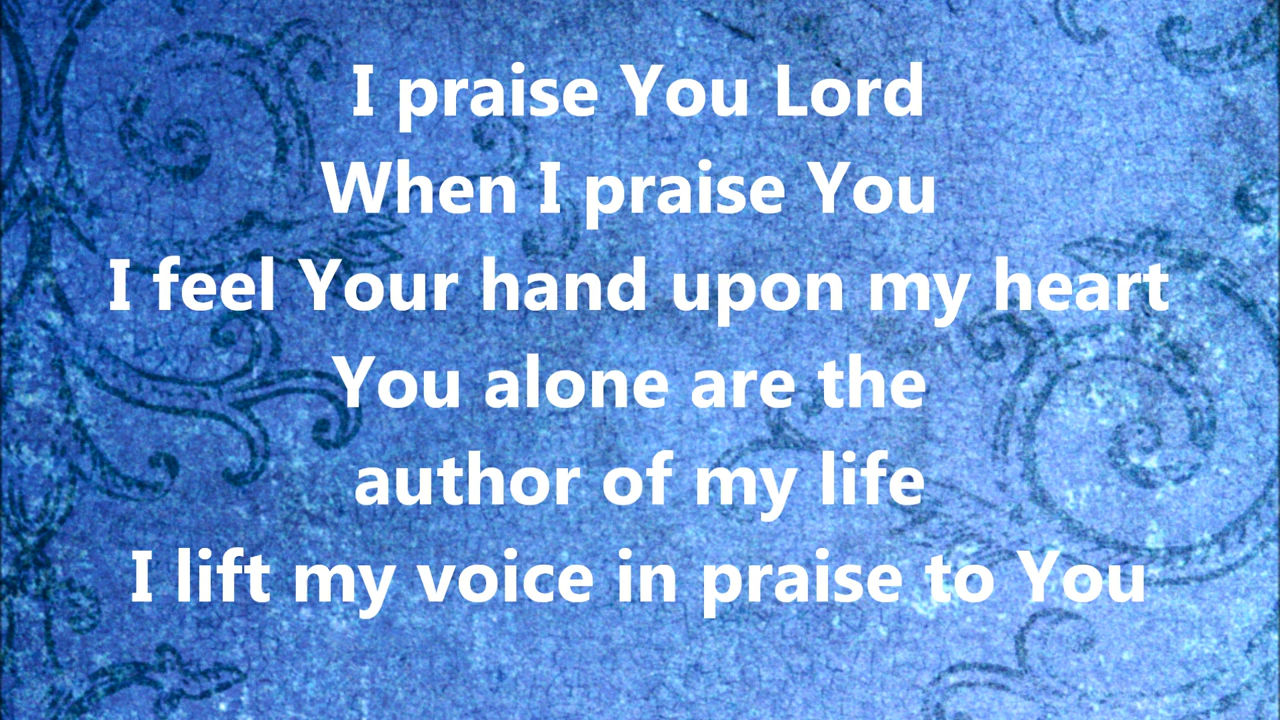 I praise You Lord
When I praise You
I feel Your hand upon my heart
You alone are the
author of my life
I lift my voice in praise to You